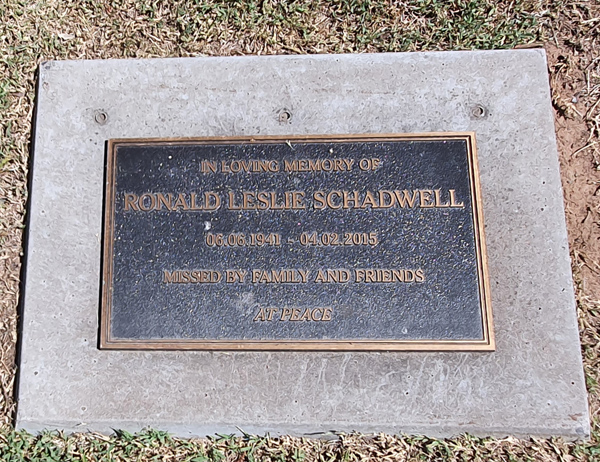 IN LOVING MEMORY OF
RONALD LESLIE SCHADWELL
06.06.1941 - 04.02.2015
MISSED BY FAMILY AND FRIENDS
AT PEACE